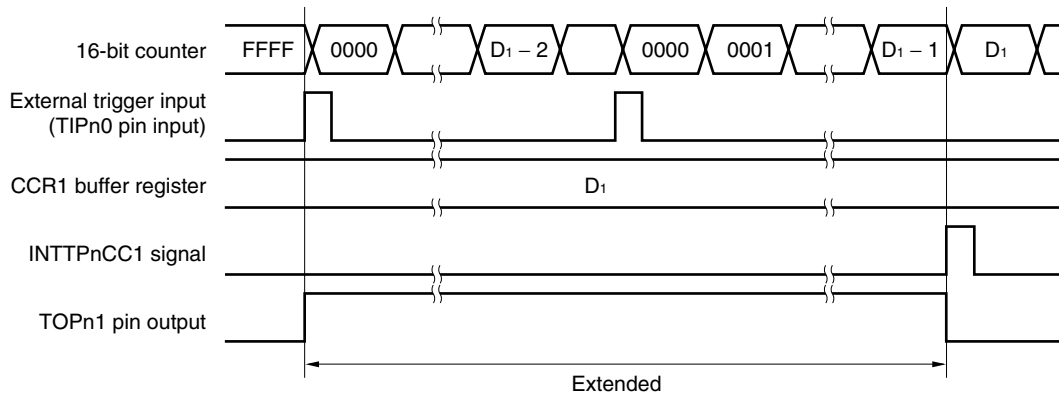 16-bit counter
FFFF 0000 D₁ – 2 0000 0001 D₁ – 1 D₁
External trigger input
(TIPn0 pin input)
CCR1 buffer register
D₁
INTTPnCC1 signal
TOPn1 pin output
Extended